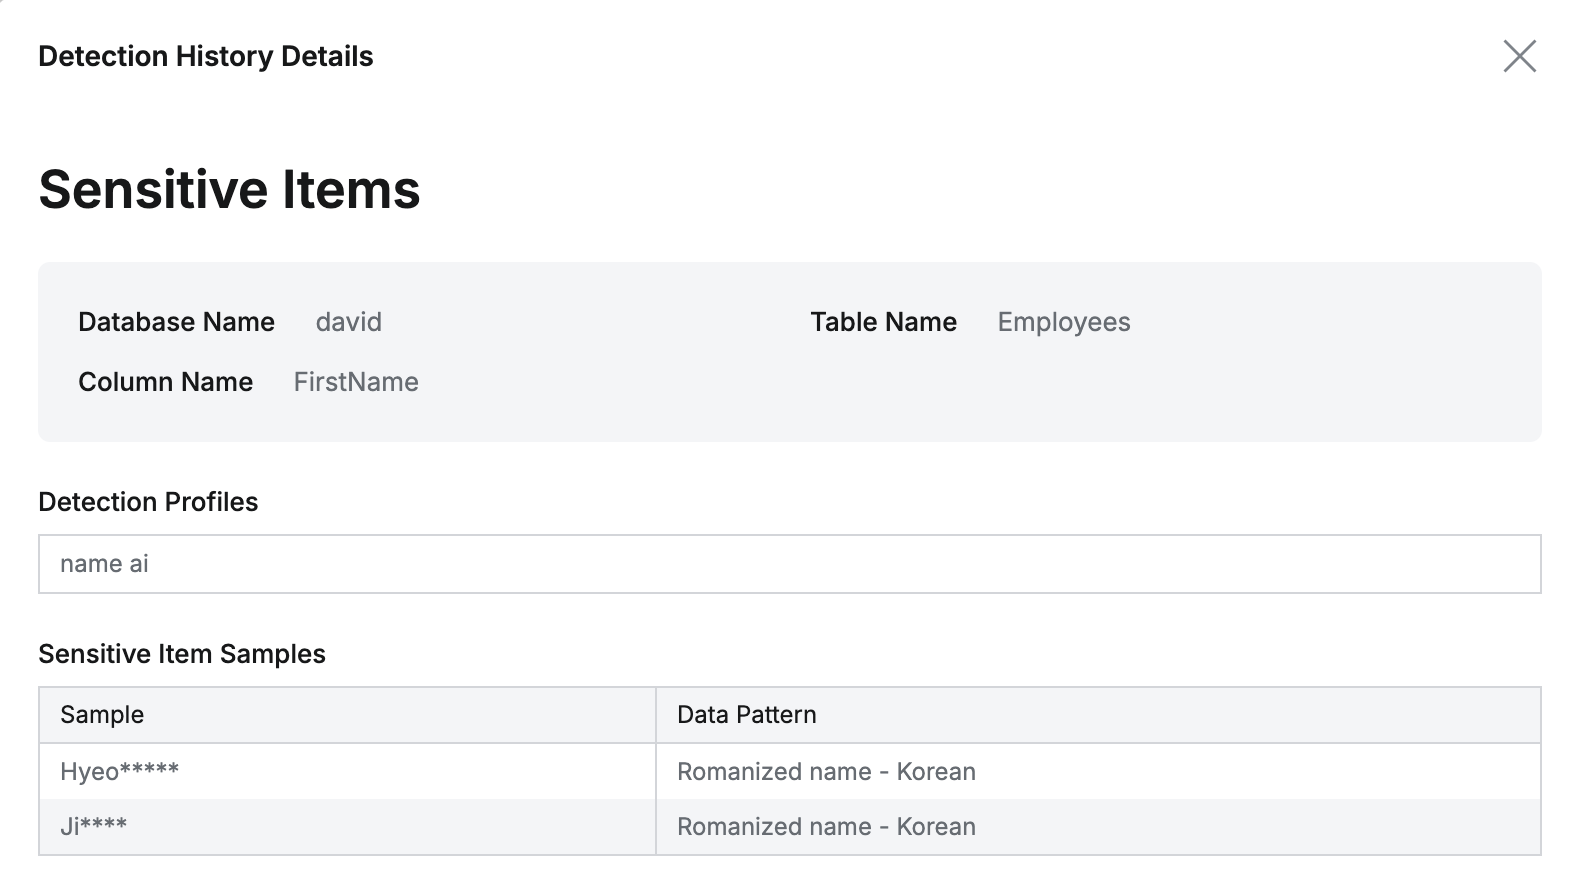 Detection History Details
Sensitive Items
Database Name david Table Name Employees
Column Name FirstName
Detection Profiles
name ai
Sensitive Item Samples
Sample Data Pattern
Hyeo***** Romanized name - Korean
Ji**** Romanized name - Korean